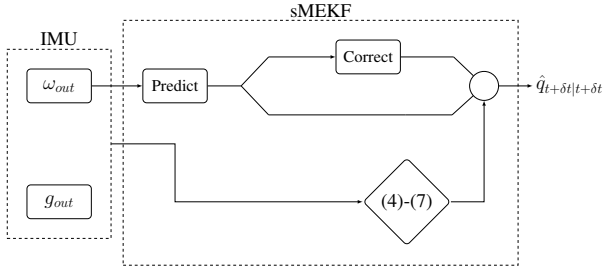 sMEKF
IMU
ω_out
Predict
Correct
q̂_{t+δt|t+δt}
g_out
(4)-(7)